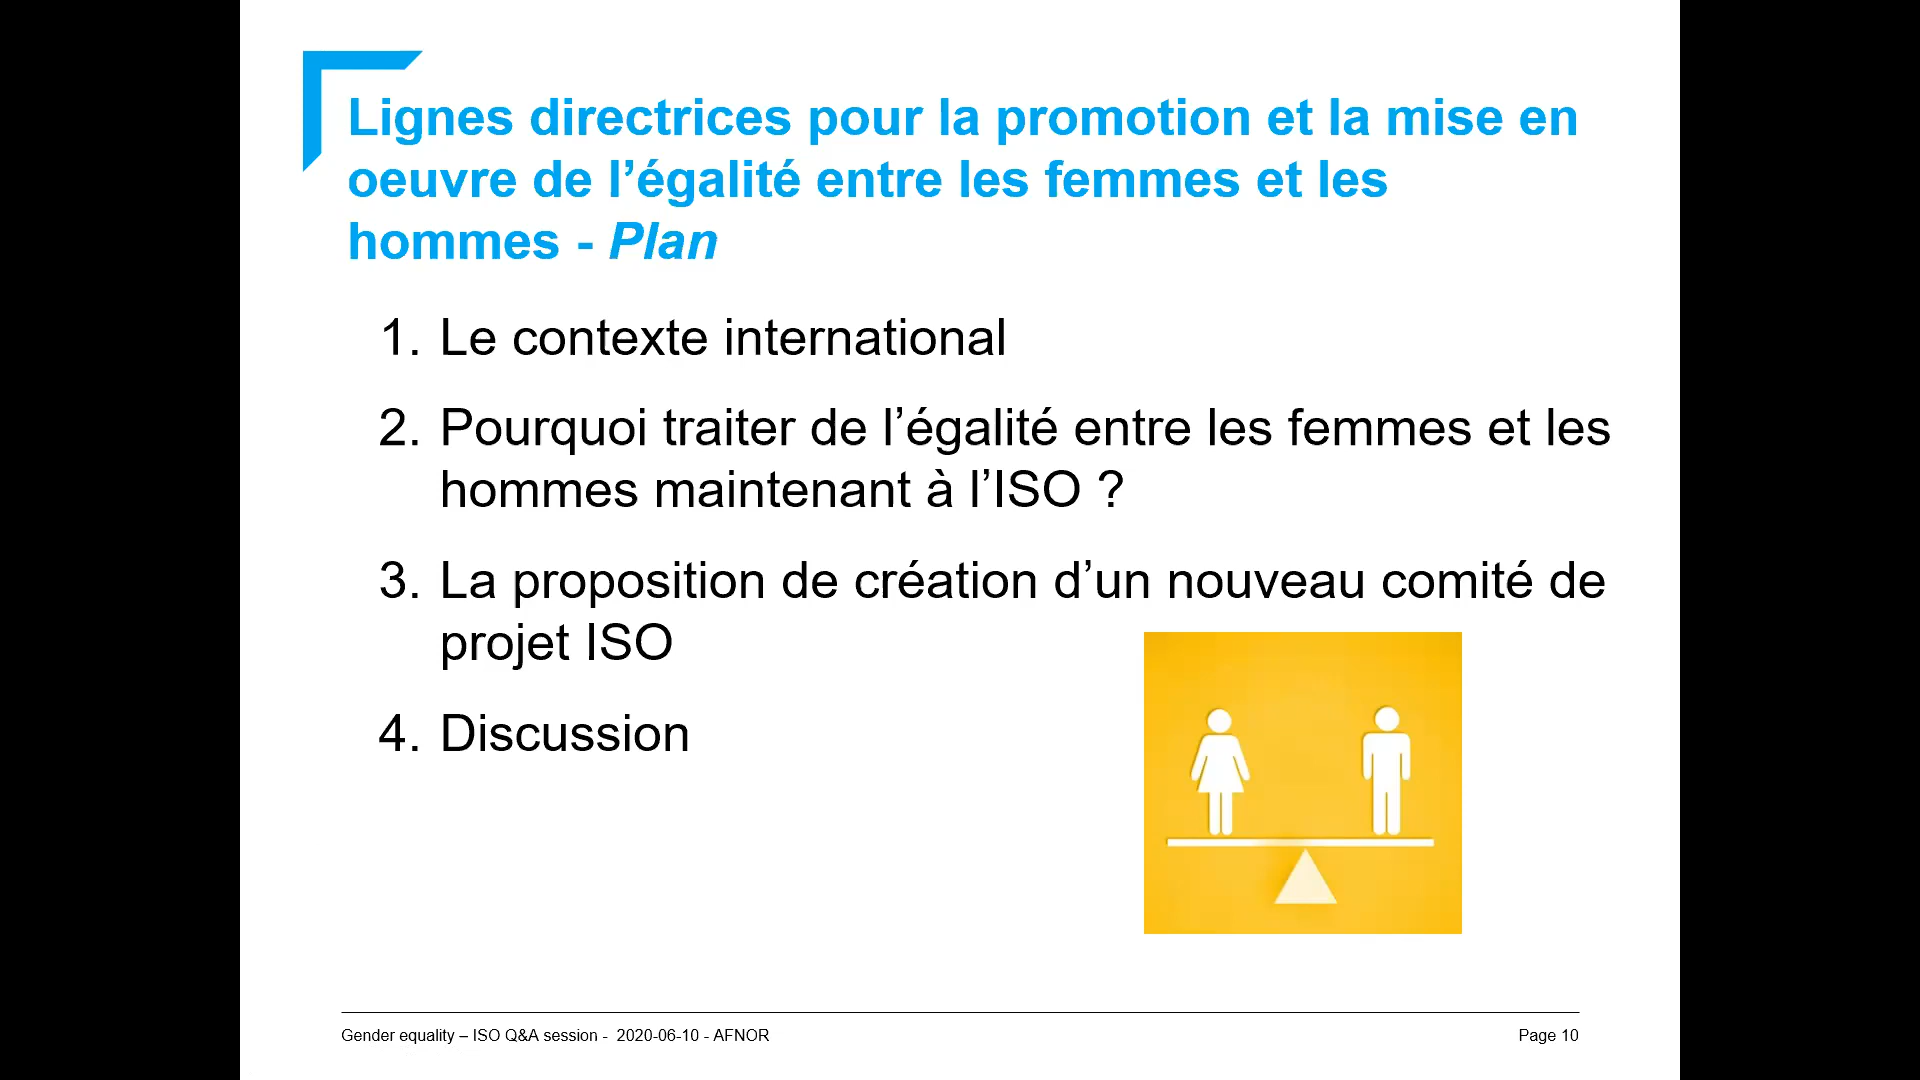 Lignes directrices pour la promotion et la mise en
oeuvre de l’égalité entre les femmes et les
hommes - Plan
1. Le contexte international
2. Pourquoi traiter de l’égalité entre les femmes et les
hommes maintenant à l’ISO ?
3. La proposition de création d’un nouveau comité de
projet ISO
4. Discussion
Gender equality – ISO Q&A session - 2020-06-10 - AFNOR
Page 10